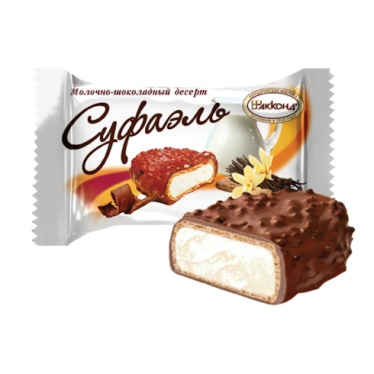 Молочно-шоколадный десерт
Суфаэль
АККОНД